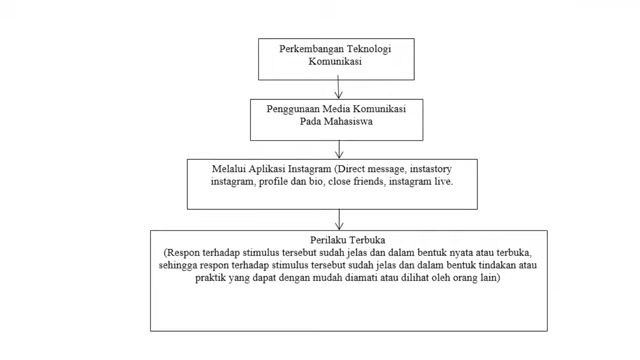 Perkembangan Teknologi
Komunikasi
Penggunaan Media Komunikasi
Pada Mahasiswa
Melalui Aplikasi Instagram (Direct message, instastory
instagram, profile dan bio, close friends, instagram live.
Perilaku Terbuka
(Respon terhadap stimulus tersebut sudah jelas dan dalam bentuk nyata atau terbuka,
sehingga respon terhadap stimulus tersebut sudah jelas dan dalam bentuk tindakan atau
praktik yang dapat dengan mudah diamati atau dilihat oleh orang lain)